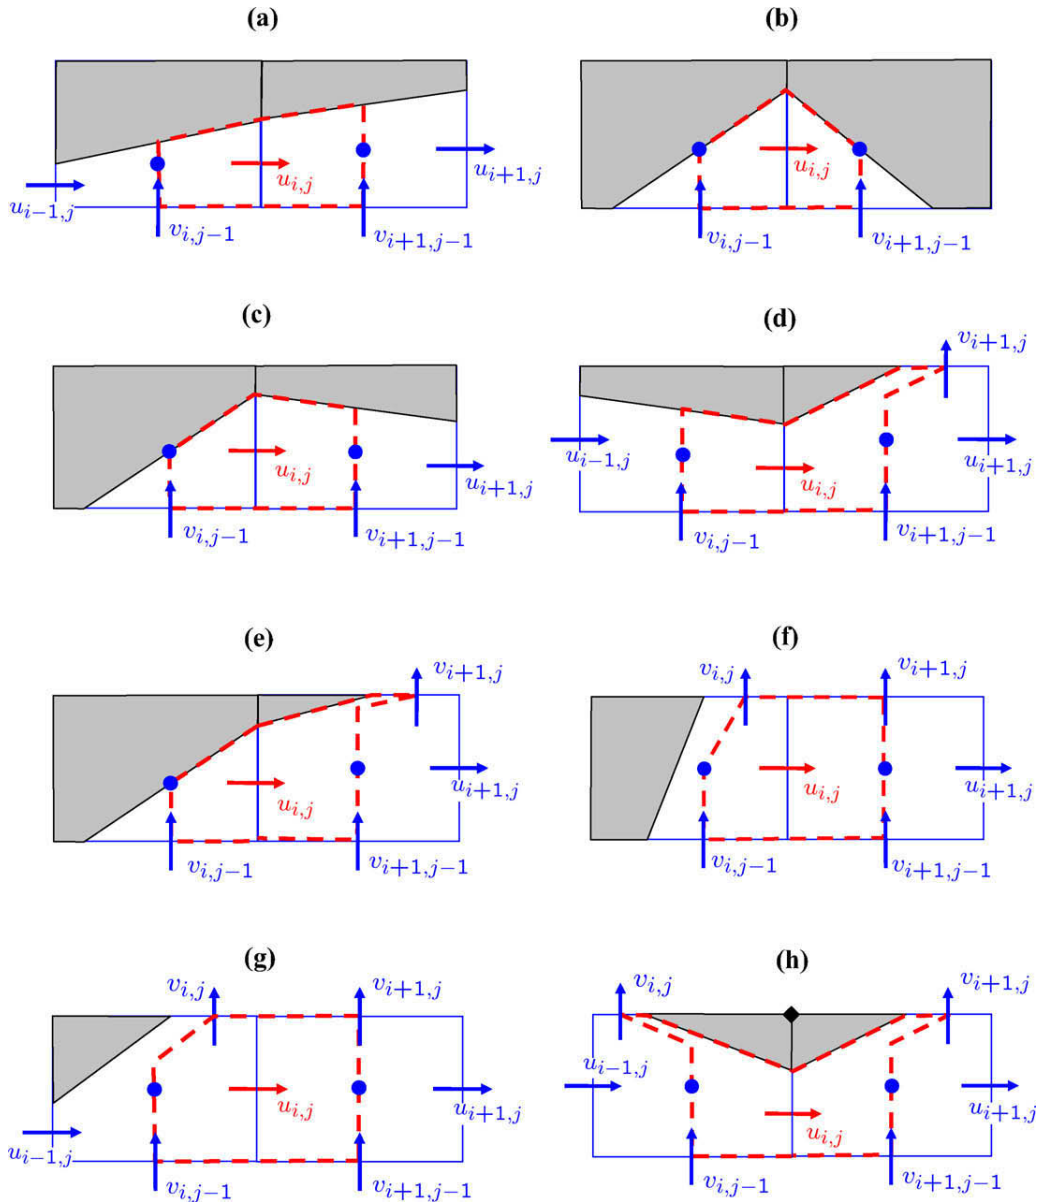 (a)
(b)
u_{i,j}
u_{i+1,j}
u_{i,j}
u_{i-1,j}
v_{i,j-1}
v_{i+1,j-1}
v_{i,j-1}
v_{i+1,j-1}
(c)
(d)
v_{i+1,j}
u_{i,j}
u_{i+1,j}
u_{i-1,j}
u_{i,j}
u_{i+1,j}
v_{i,j-1}
v_{i+1,j-1}
v_{i,j-1}
v_{i+1,j-1}
(e)
(f)
v_{i+1,j}
v_{i,j}
v_{i+1,j}
u_{i,j}
u_{i+1,j}
u_{i,j}
u_{i+1,j}
v_{i,j-1}
v_{i+1,j-1}
v_{i,j-1}
v_{i+1,j-1}
(g)
(h)
v_{i,j}
v_{i+1,j}
v_{i,j}
v_{i+1,j}
u_{i,j}
u_{i+1,j}
u_{i-1,j}
u_{i,j}
u_{i+1,j}
u_{i-1,j}
v_{i,j-1}
v_{i+1,j-1}
v_{i,j-1}
v_{i+1,j-1}